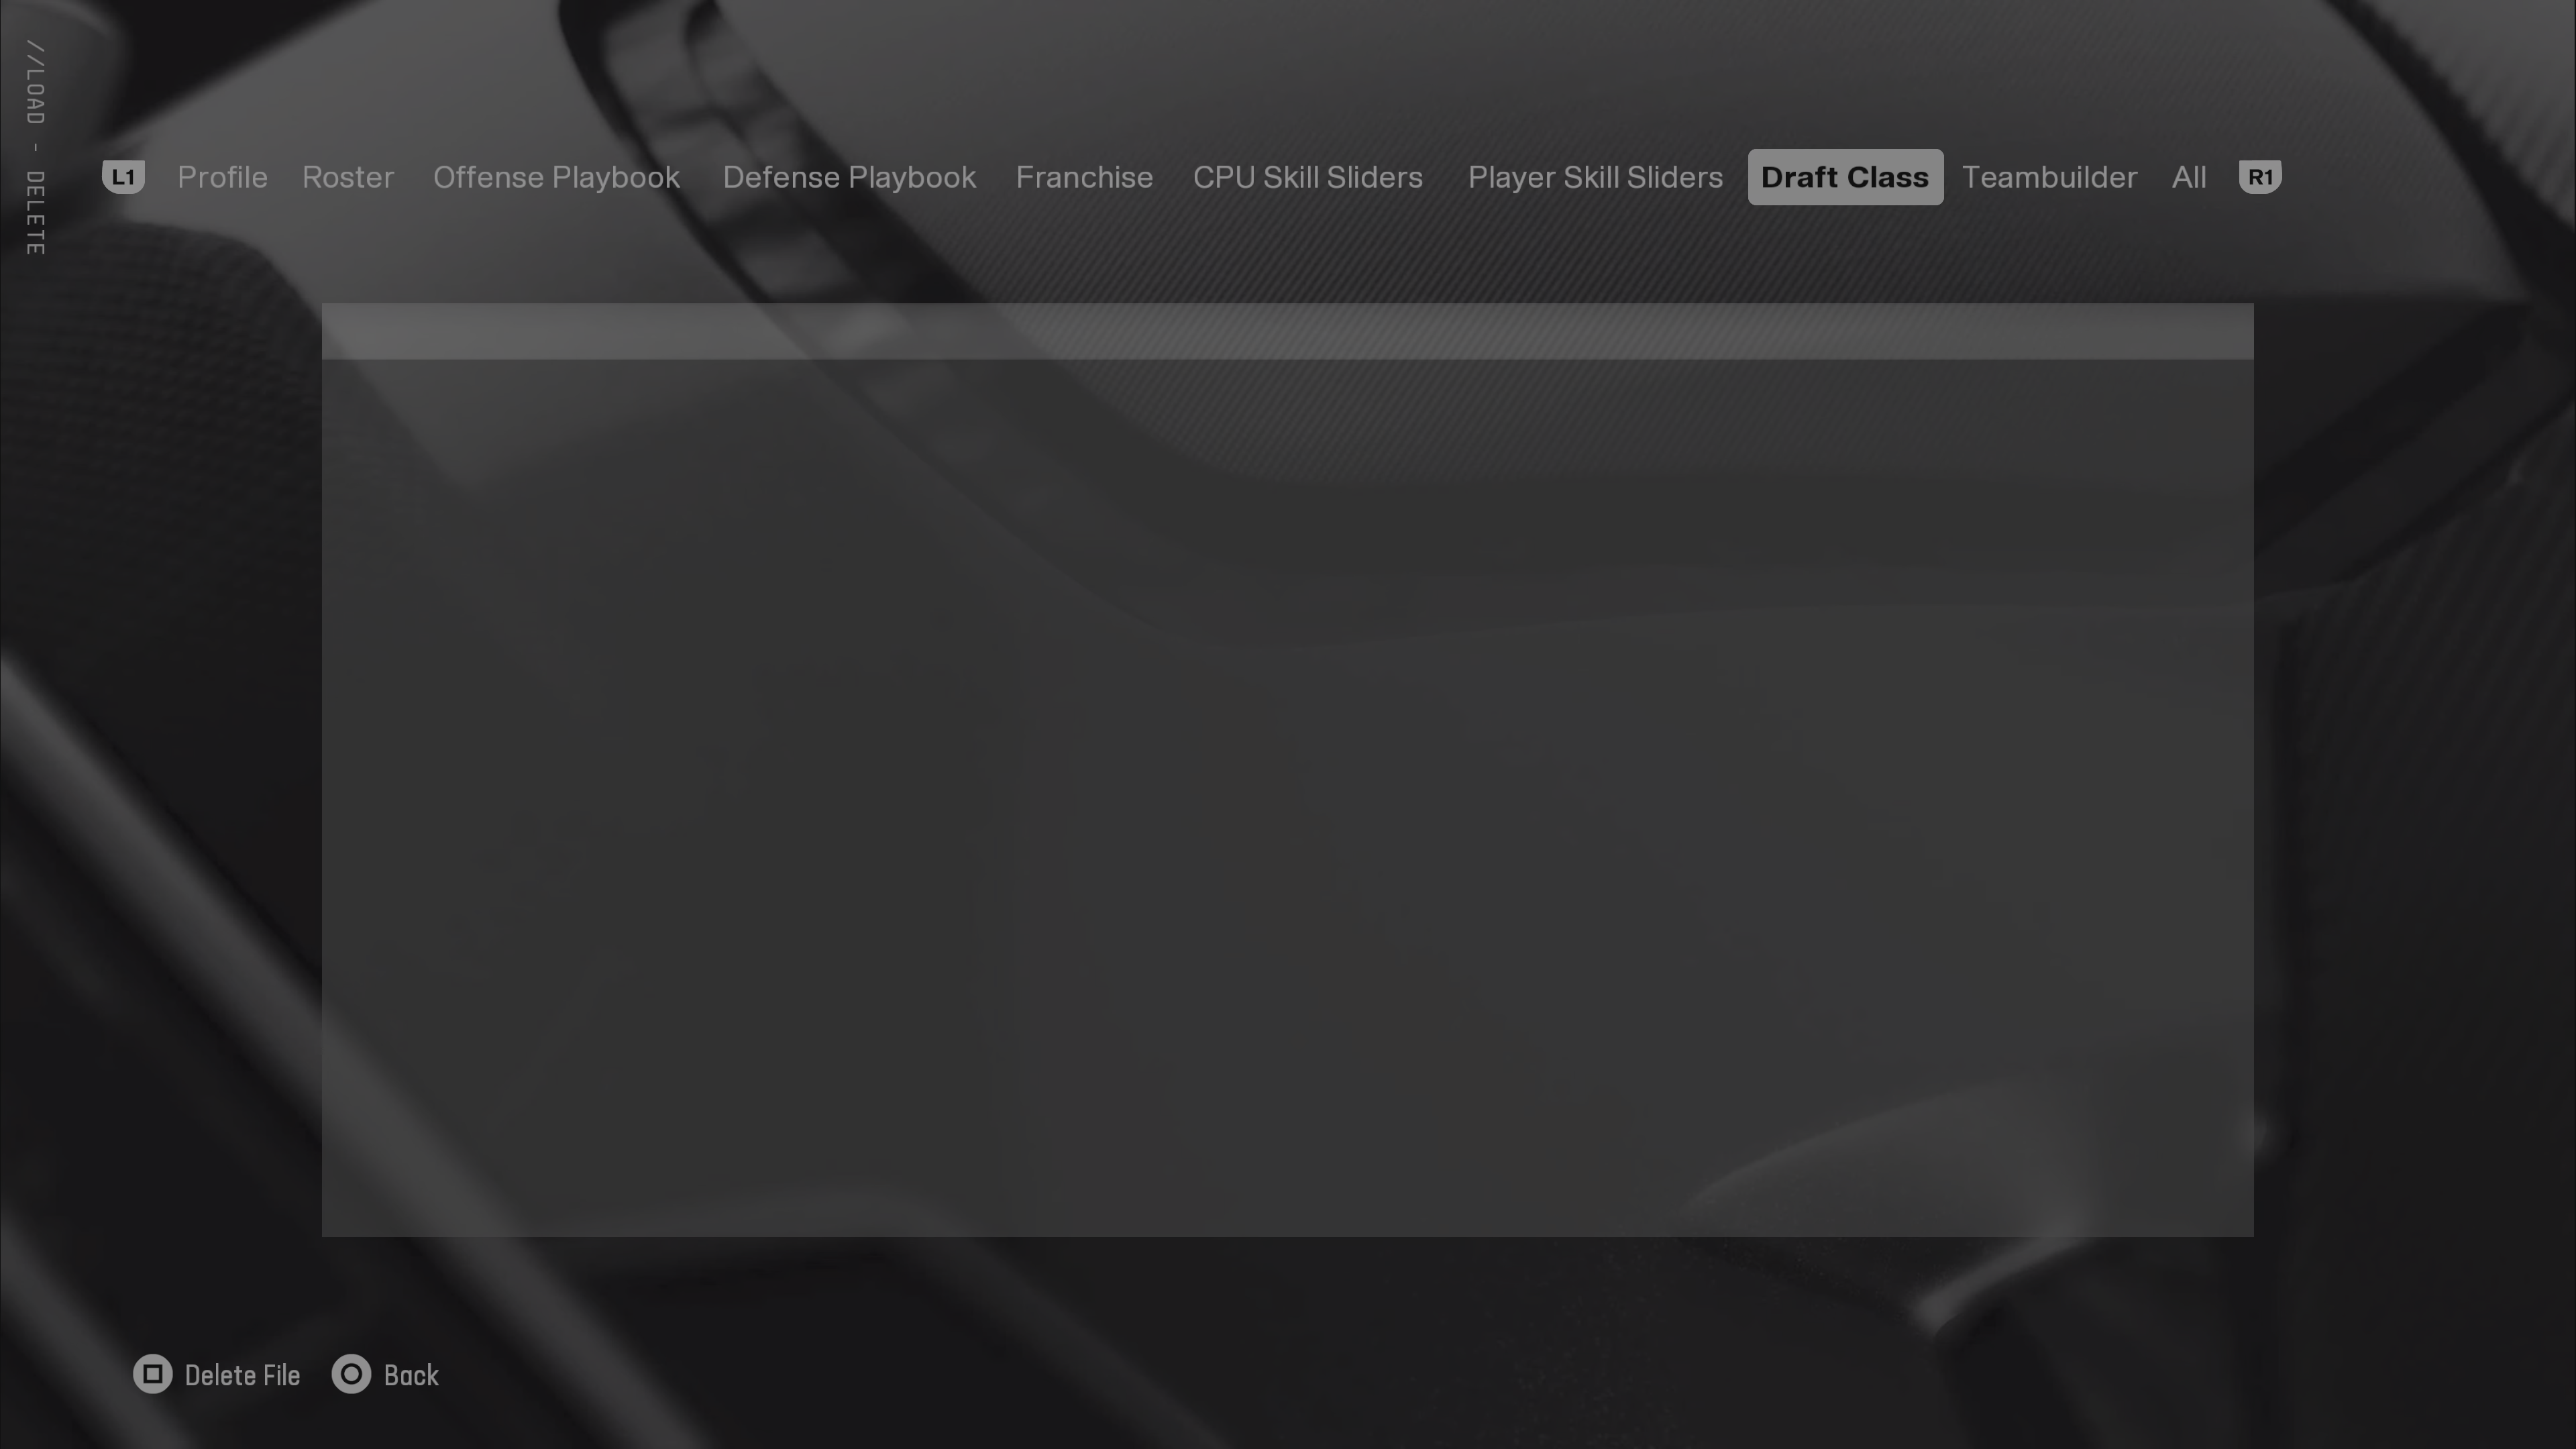 //LOAD - DELETE
L1 Profile Roster Offense Playbook Defense Playbook Franchise CPU Skill Sliders Player Skill Sliders Draft Class Teambuilder All R1
Delete File Back